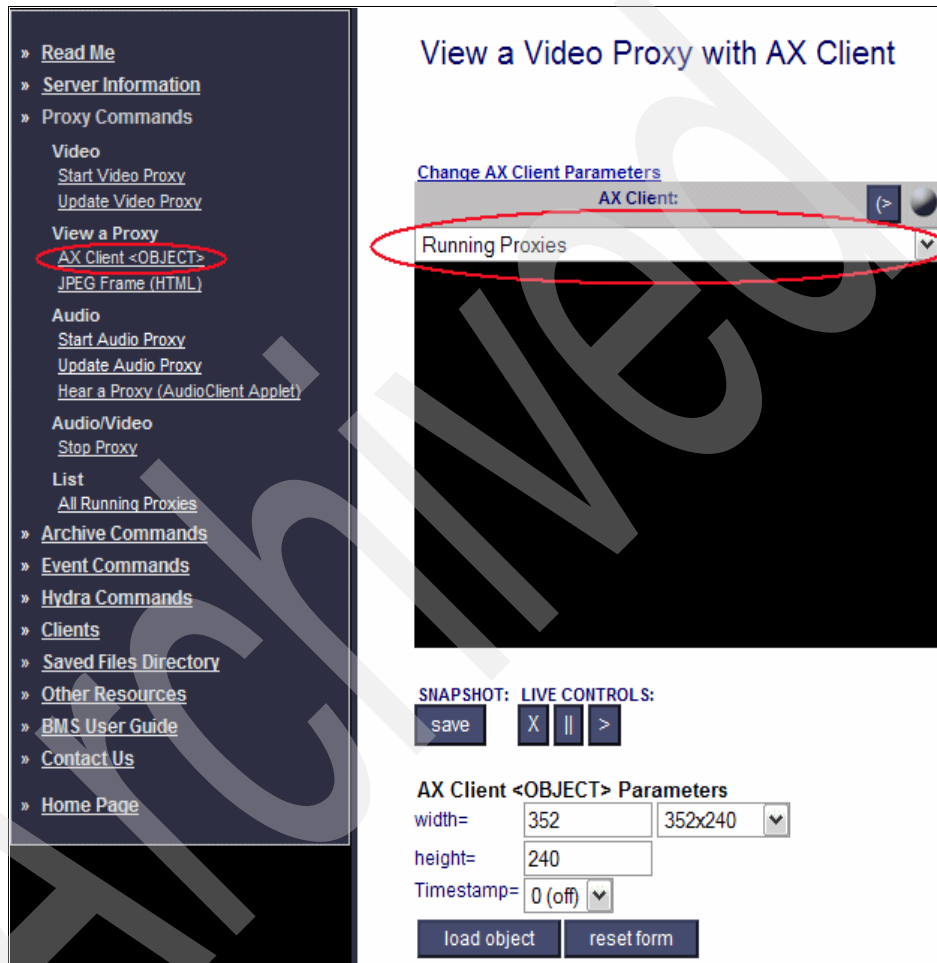 » Read Me
» Server Information
» Proxy Commands
Video
Start Video Proxy
Update Video Proxy
View a Proxy
AX Client <OBJECT>
JPEG Frame (HTML)
Audio
Start Audio Proxy
Update Audio Proxy
Hear a Proxy (AudioClient Applet)
Audio/Video
Stop Proxy
List
All Running Proxies
» Archive Commands
» Event Commands
» Hydra Commands
» Clients
» Saved Files Directory
» Other Resources
» BMS User Guide
» Contact Us
» Home Page
View a Video Proxy with AX Client
Change AX Client Parameters
AX Client:
(>
Running Proxies
SNAPSHOT: LIVE CONTROLS:
save X || >
AX Client <OBJECT> Parameters
width= 352 352x240
height= 240
Timestamp= 0 (off)
load object reset form
Archived